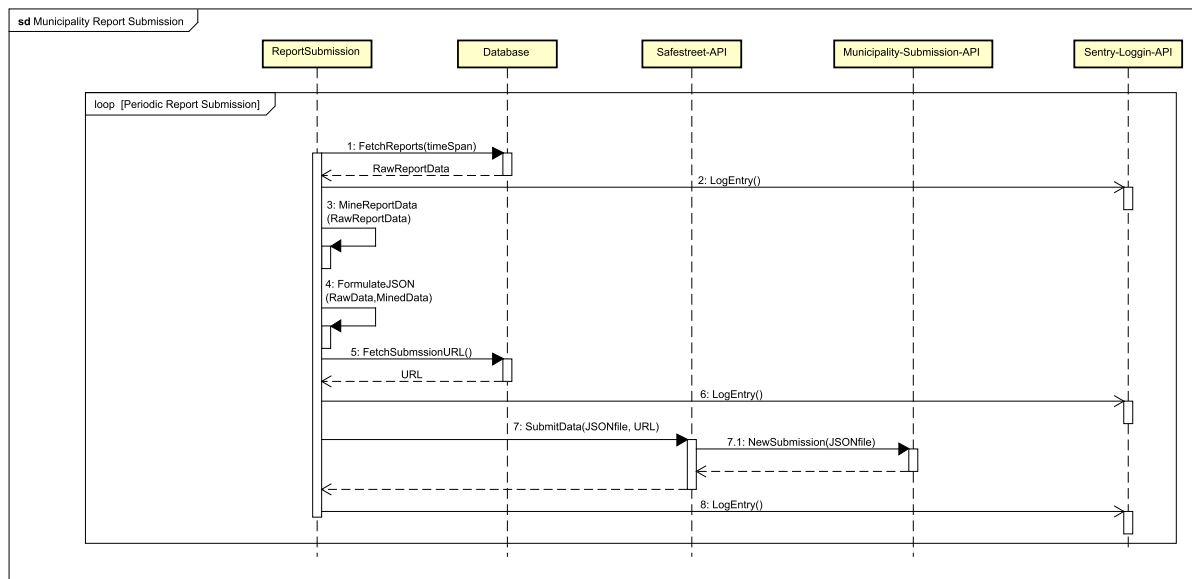 sd Municipality Report Submission
ReportSubmission
Database
Safestreet-API
Municipality-Submission-API
Sentry-Loggin-API
loop [Periodic Report Submission]
1: FetchReports(timeSpan)
RawReportData
2: LogEntry()
3: MineReportData
(RawReportData)
4: FormulateJSON
(RawData,MinedData)
5: FetchSubmssionURL()
URL
6: LogEntry()
7: SubmitData(JSONfile, URL)
7.1: NewSubmission(JSONfile)
8: LogEntry()